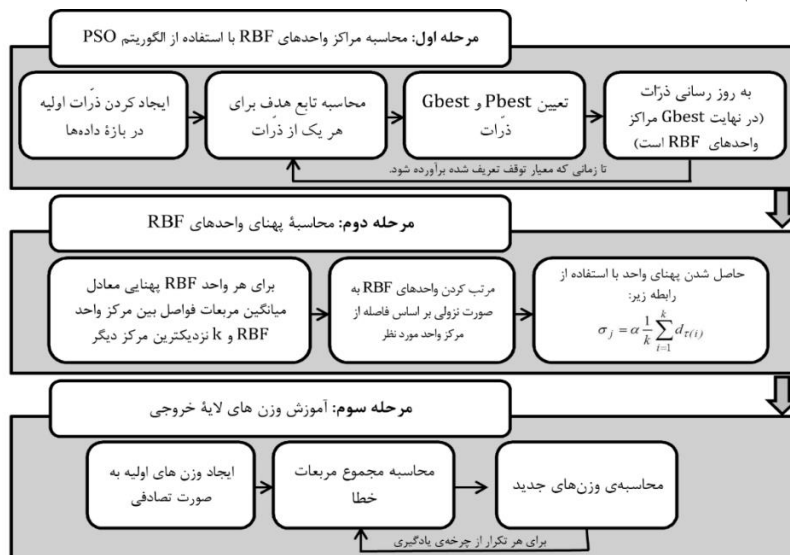 مرحله اول: محاسبه مراکز واحدهای RBF با استفاده از الگوریتم PSO
ایجاد کردن ذرّات اولیه
در بازهٔ داده‌ها
محاسبه تابع هدف برای
هر یک از ذرّات
تعیین Pbest و Gbest
ذرّات
به روز رسانی ذرّات
(در نهایت Gbest مراکز
واحدهای RBF است)
تا زمانی که معیار توقف تعریف شده برآورده شود.
مرحله دوم: محاسبهٔ پهنای واحدهای RBF
برای هر واحد RBF پهنایی معادل
میانگین مربعات فواصل بین مرکز واحد
RBF و k نزدیکترین مرکز دیگر
مرتب کردن واحدهای RBF به
صورت نزولی بر اساس فاصله از
مرکز واحد مورد نظر
حاصل شدن پهنای واحد با استفاده از
رابطه زیر:
σ_j = α (1/k) ∑_{i=1}^{k} d_{τ(i)}
مرحله سوم: آموزش وزن های لایهٔ خروجی
ایجاد وزن های اولیه به
صورت تصادفی
محاسبه مجموع مربعات
خطا
محاسبه‌ی وزن‌های جدید
برای هر تکرار از چرخه‌ی یادگیری